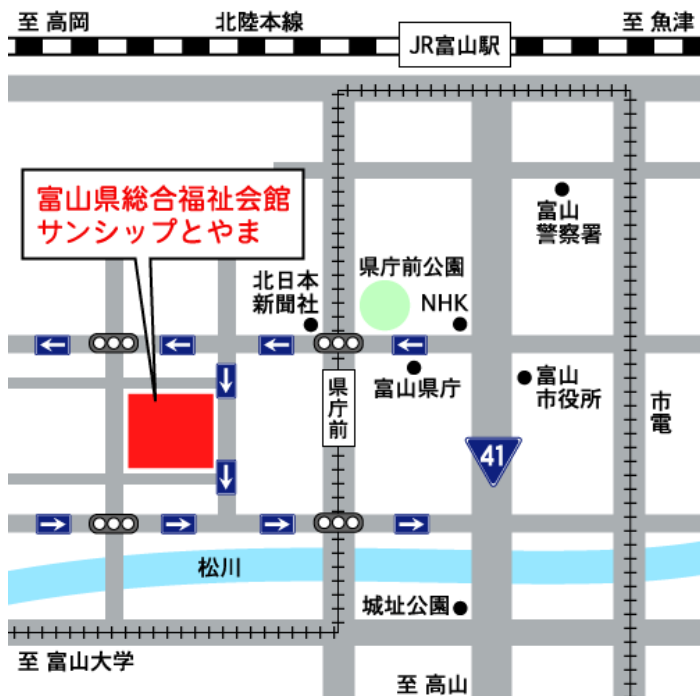 至 高岡
北陸本線
至 魚津
JR富山駅
富山県総合福祉会館
サンシップとやま
富山
警察署
県庁前公園
北日本
新聞社
NHK
富山県庁
富山
市役所
県庁前
市電
41
松川
城址公園
至 富山大学
至 高山